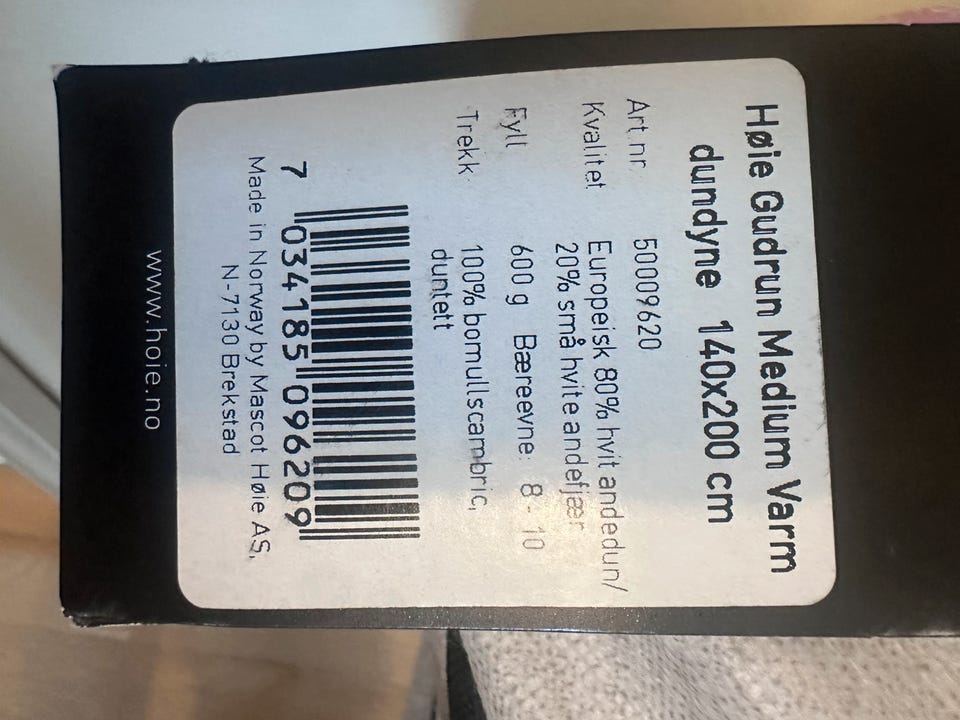 Høie Gudrun Medium Varm
dundyne 140x200 cm
Art.nr. 50009620
Kvalitet Europeisk 80% hvit andedun/
20% små hvite andefjær
Fyll 600 g Bæreevne: 8 - 10
Trekk 100% bomullscambric,
duntett
7 034185 096209
Made in Norway by Mascot Høie AS,
N-7130 Brekstad
www.hoie.no